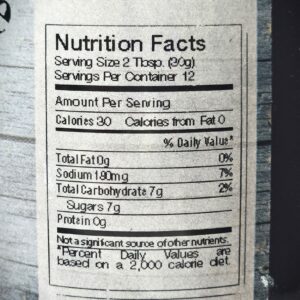 Nutrition Facts
Serving Size 2 Tbsp. (30g)
Servings Per Container 12
Amount Per Serving
Calories 30 Calories from Fat 0
% Daily Value*
Total Fat 0g 0%
Sodium 180mg 7%
Total Carbohydrate 7g 2%
Sugars 7g
Protein 0g
Not a significant source of other nutrients.
*Percent Daily Values are
based on a 2,000 calorie diet.